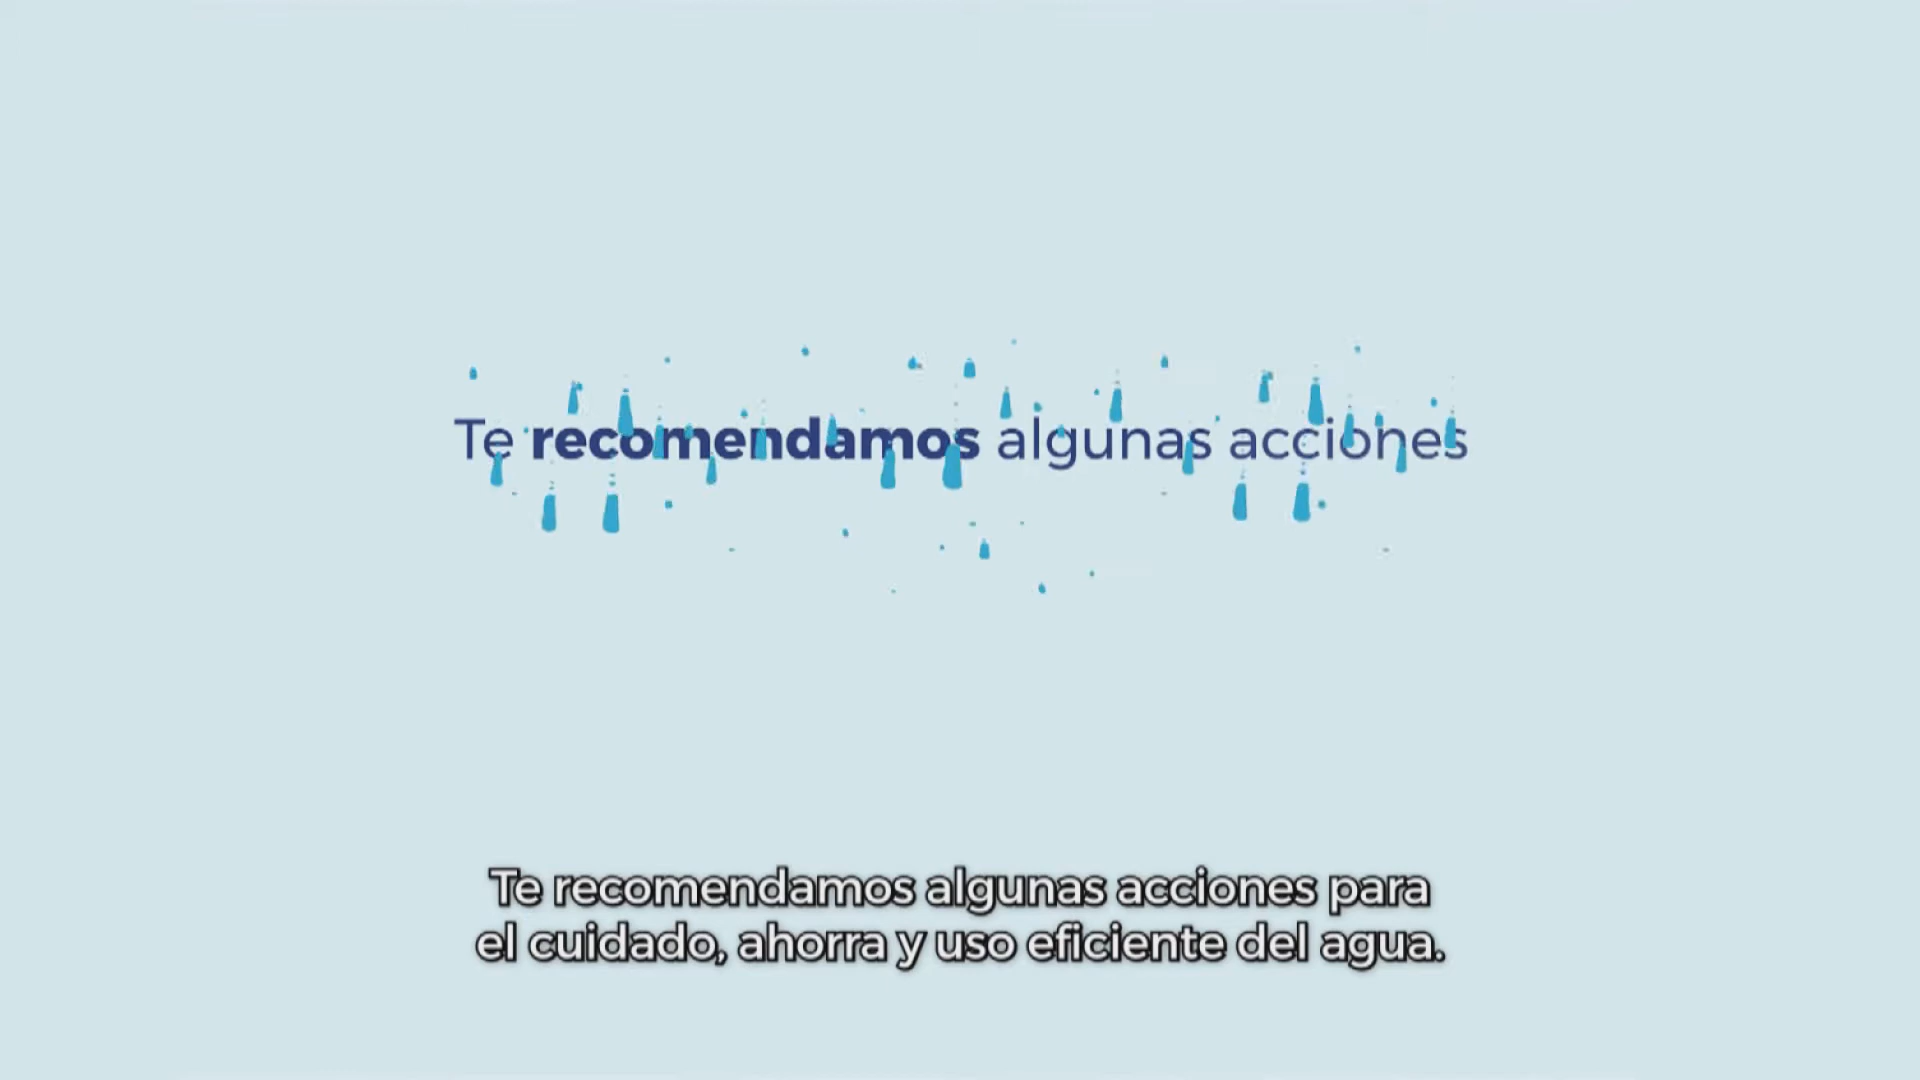 Te recomendamos algunas acciones
Te recomendamos algunas acciones para
el cuidado, ahorra y uso eficiente del agua.